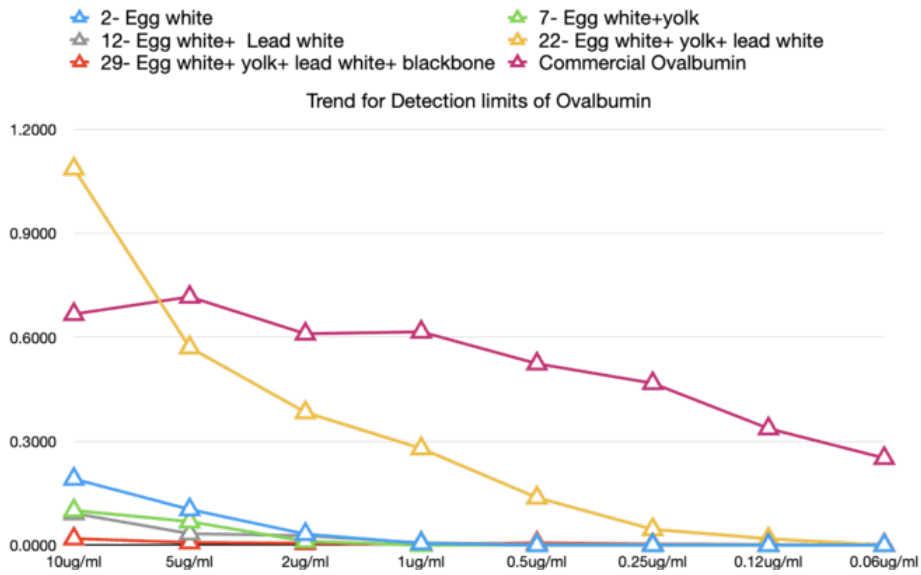 2- Egg white
7- Egg white+yolk
12- Egg white+  Lead white
22- Egg white+ yolk+ lead white
29- Egg white+ yolk+ lead white+ blackbone
Commercial Ovalbumin
Trend for Detection limits of Ovalbumin
1.2000
0.9000
0.6000
0.3000
0.0000
10ug/ml 5ug/ml 2ug/ml 1ug/ml 0.5ug/ml 0.25ug/ml 0.12ug/ml 0.06ug/ml